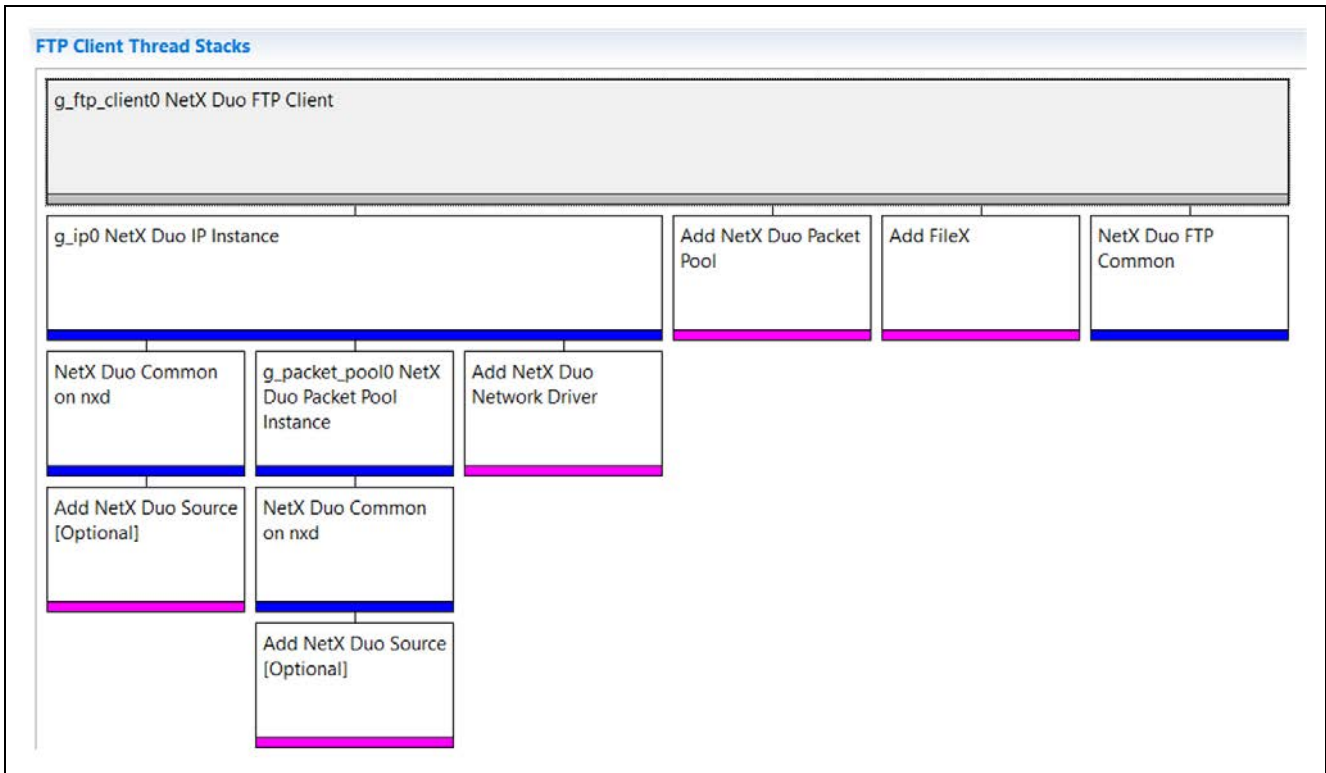 FTP Client Thread Stacks
g_ftp_client0 NetX Duo FTP Client
g_ip0 NetX Duo IP Instance
Add NetX Duo Packet
Pool
Add FileX
NetX Duo FTP
Common
NetX Duo Common
on nxd
g_packet_pool0 NetX
Duo Packet Pool
Instance
Add NetX Duo
Network Driver
Add NetX Duo Source
[Optional]
NetX Duo Common
on nxd
Add NetX Duo Source
[Optional]